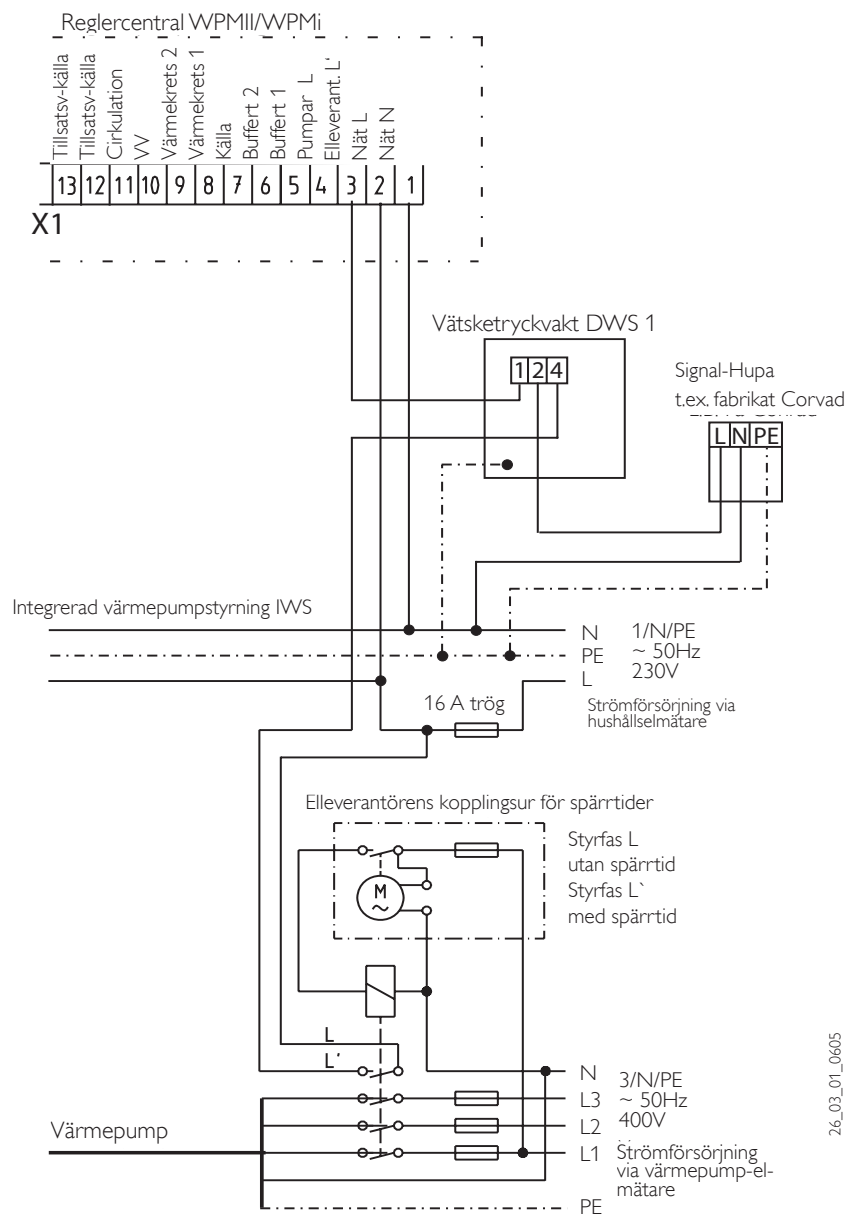 Reglercentral WPMII/WPMi
Tillsatsv-källa
Tillsatsv-källa
Cirkulation
VV
Värmekrets 2
Värmekrets 1
Källa
Buffert 2
Buffert 1
Pumpar L
Elleverant. L'
Nät L
Nät N
13 12 11 10 9 8 7 6 5 4 3 2 1
X1
Vätsketryckvakt DWS 1
1 2 4
Signal-Hupa
t.ex. fabrikat Corvad
L N PE
Integrerad värmepumpstyrning IWS
N
PE
L
1/N/PE
~ 50Hz
230V
16 A trög
Strömförsörjning via
hushållselmätare
Elleverantörens kopplingsur för spärrtider
Styrfas L
utan spärrtid
Styrfas L`
med spärrtid
M
~
L
L´
N
L3
L2
L1
PE
3/N/PE
~ 50Hz
400V
Strömförsörjning
via värmepump-el-
mätare
Värmepump
26_03_01_0605